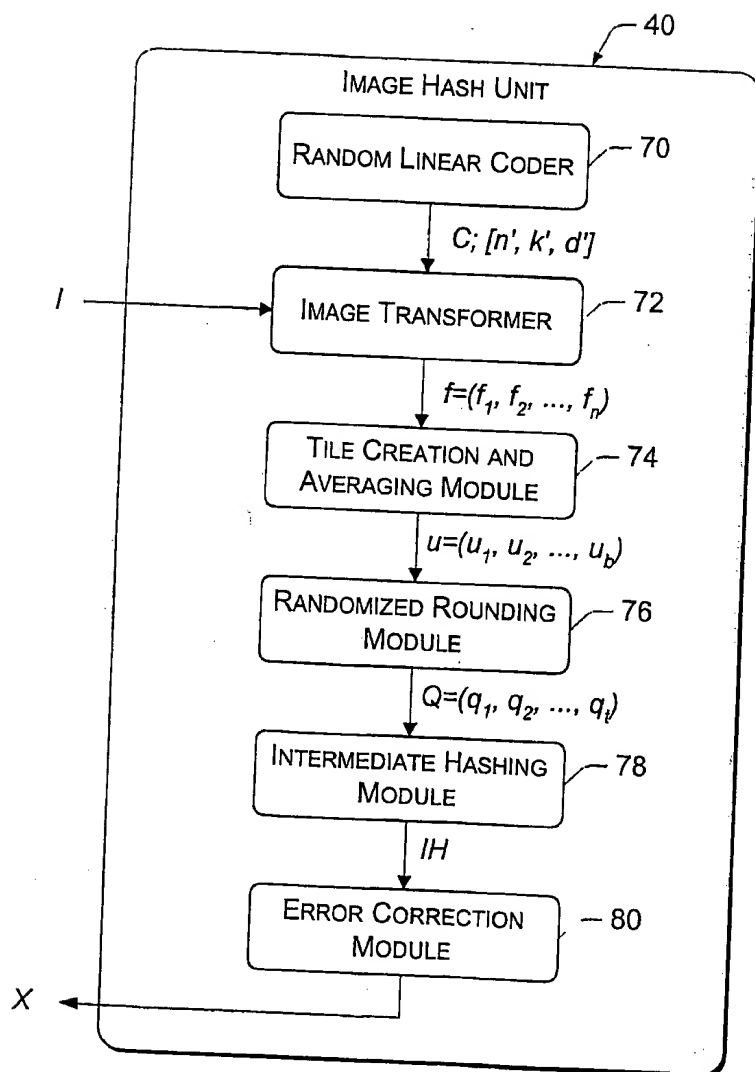 40
IMAGE HASH UNIT
RANDOM LINEAR CODER
70
C; [n', k', d']
I
IMAGE TRANSFORMER
72
f=(f₁, f₂, ..., fₙ)
TILE CREATION AND
AVERAGING MODULE
74
u=(u₁, u₂, ..., u_b)
RANDOMIZED ROUNDING
MODULE
76
Q=(q₁, q₂, ..., qₜ)
INTERMEDIATE HASHING
MODULE
78
IH
ERROR CORRECTION
MODULE
80
X